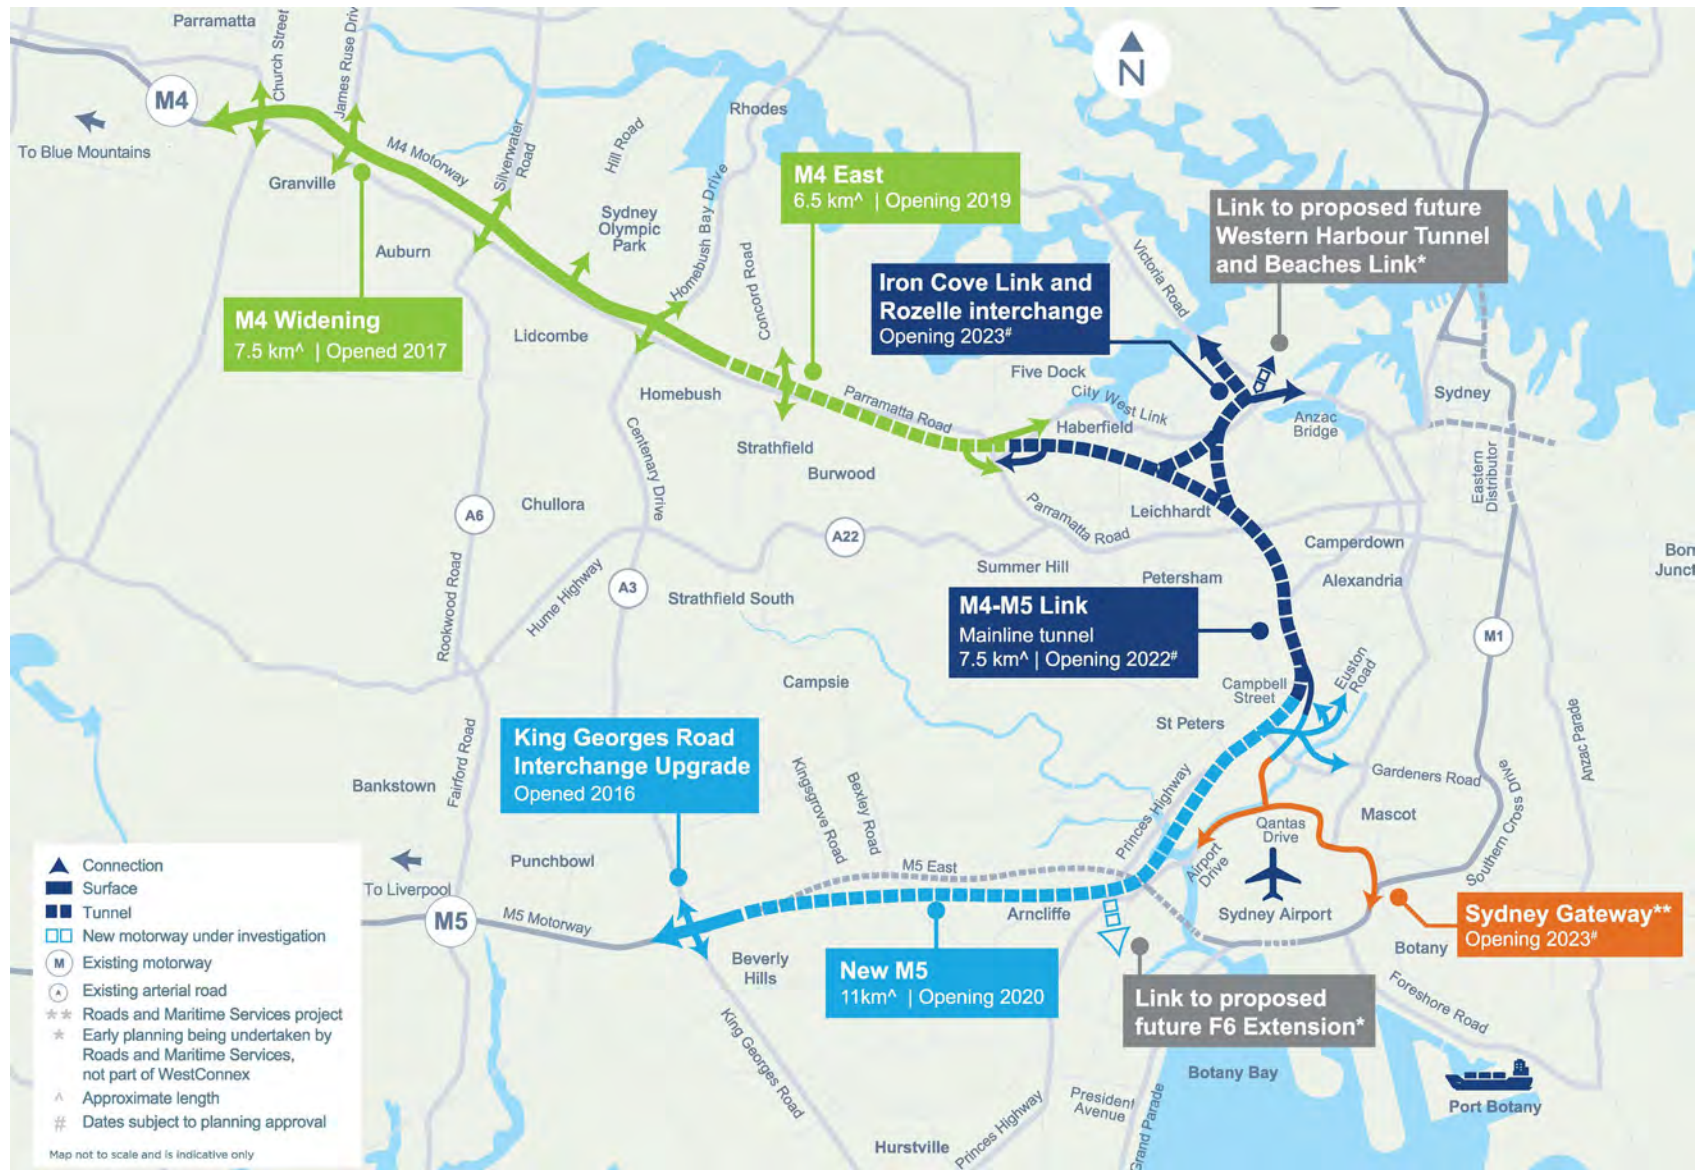 Parramatta
Church Street
James Ruse Drive
M4
To Blue Mountains
Granville
M4 Motorway
Silverwater
Road
Hill Road
Rhodes
N
Auburn
Sydney
Olympic
Park
Homebush Bay Drive
Concord Road
M4 East
6.5 km^ | Opening 2019
Link to proposed future
Western Harbour Tunnel
and Beaches Link*
Victoria Road
Iron Cove Link and
Rozelle interchange
Opening 2023#
M4 Widening
7.5 km^ | Opened 2017
Lidcombe
Homebush
Five Dock
City West Link
Parramatta Road
Haberfield
Anzac
Bridge
Sydney
Strathfield
Burwood
Centenary Drive
Eastern
Distributor
Chullora
A6
A22
Parramatta Road
Leichhardt
Camperdown
Summer Hill
Petersham
Alexandria
Bon
Junct
Rookwood Road
Hume Highway
A3
Strathfield South
M4-M5 Link
Mainline tunnel
7.5 km^ | Opening 2022#
M1
Campsie
Campbell
Street
Euston
Road
St Peters
Anzac Parade
King Georges Road
Interchange Upgrade
Opened 2016
Fairford Road
Bankstown
Kingsgrove Road
Bexley Road
Princes Highway
Gardeners Road
Mascot
Qantas
Drive
Southern Cross Drive
Airport
Drive
Punchbowl
M5 East
To Liverpool
M5
M5 Motorway
Arncliffe
Sydney Airport
Sydney Gateway**
Opening 2023#
Botany
Beverly
Hills
New M5
11km^ | Opening 2020
Link to proposed
future F6 Extension*
Foreshore Road
King Georges Road
Botany Bay
Port Botany
President
Avenue
Princes Highway
Grand Parade
Hurstville
Connection
Surface
Tunnel
New motorway under investigation
M Existing motorway
A Existing arterial road
** Roads and Maritime Services project
* Early planning being undertaken by
Roads and Maritime Services,
not part of WestConnex
^ Approximate length
# Dates subject to planning approval
Map not to scale and is indicative only